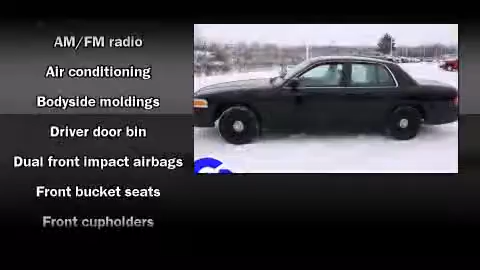 AM/FM radio
Air conditioning
Bodyside moldings
Driver door bin
Dual front impact airbags
Front bucket seats
Front cupholders